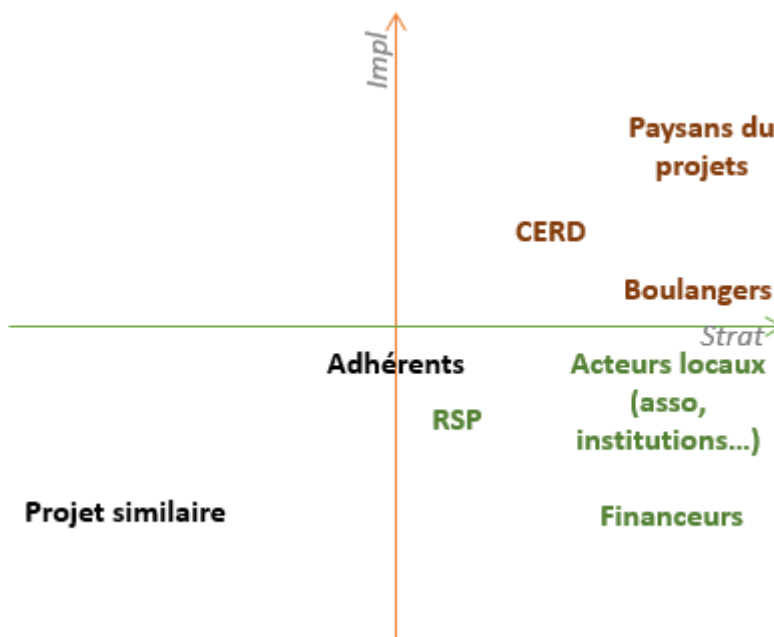 Impl
Paysans du
projets
CERD
Boulangers
Strat
Adhérents
Acteurs locaux
(asso,
institutions...)
RSP
Projet similaire
Financeurs